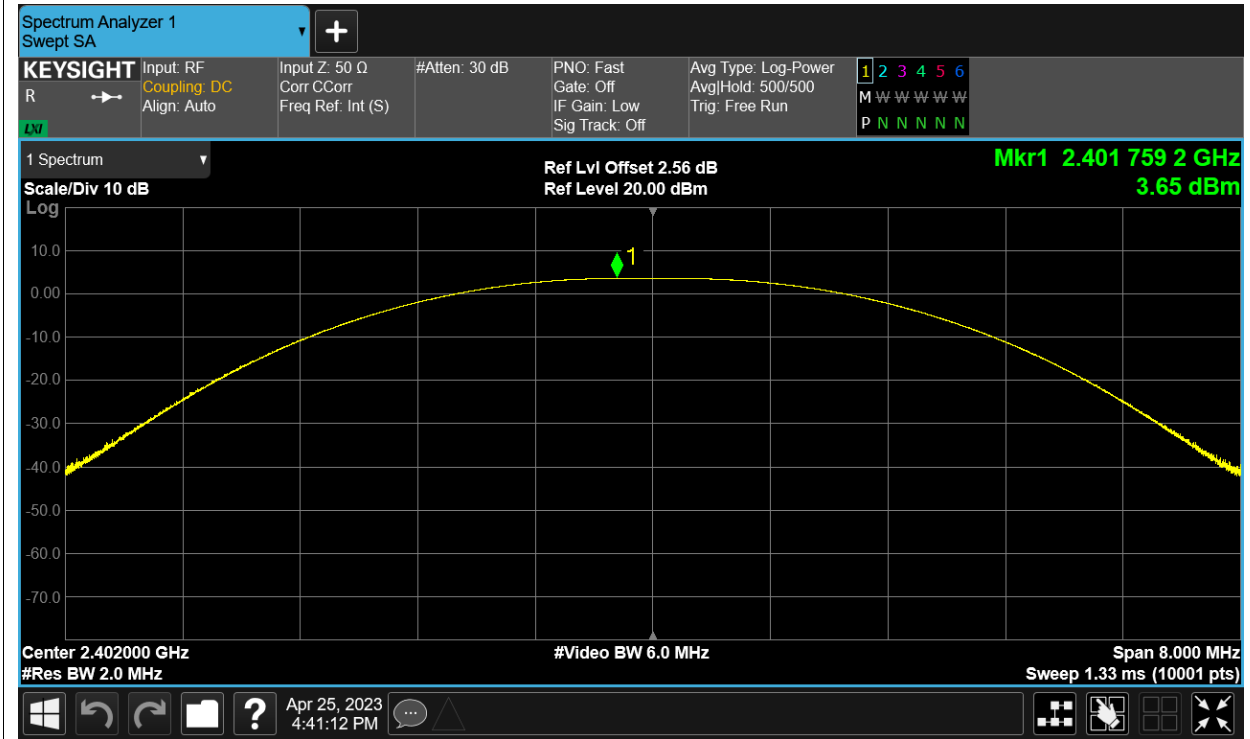 Spectrum Analyzer 1
Swept SA
KEYSIGHT
R
LXI
Input: RF
Coupling: DC
Align: Auto
Input Z: 50 Ω
Corr CCorr
Freq Ref: Int (S)
#Atten: 30 dB
PNO: Fast
Gate: Off
IF Gain: Low
Sig Track: Off
Avg Type: Log-Power
Avg|Hold: 500/500
Trig: Free Run
1 2 3 4 5 6
M W W W W W
P N N N N N
1 Spectrum
Scale/Div 10 dB
Log
Ref Lvl Offset 2.56 dB
Ref Level 20.00 dBm
Mkr1 2.401 759 2 GHz
3.65 dBm
1
10.0
0.00
-10.0
-20.0
-30.0
-40.0
-50.0
-60.0
-70.0
Center 2.402000 GHz
#Res BW 2.0 MHz
#Video BW 6.0 MHz
Span 8.000 MHz
Sweep 1.33 ms (10001 pts)
?
Apr 25, 2023
4:41:12 PM